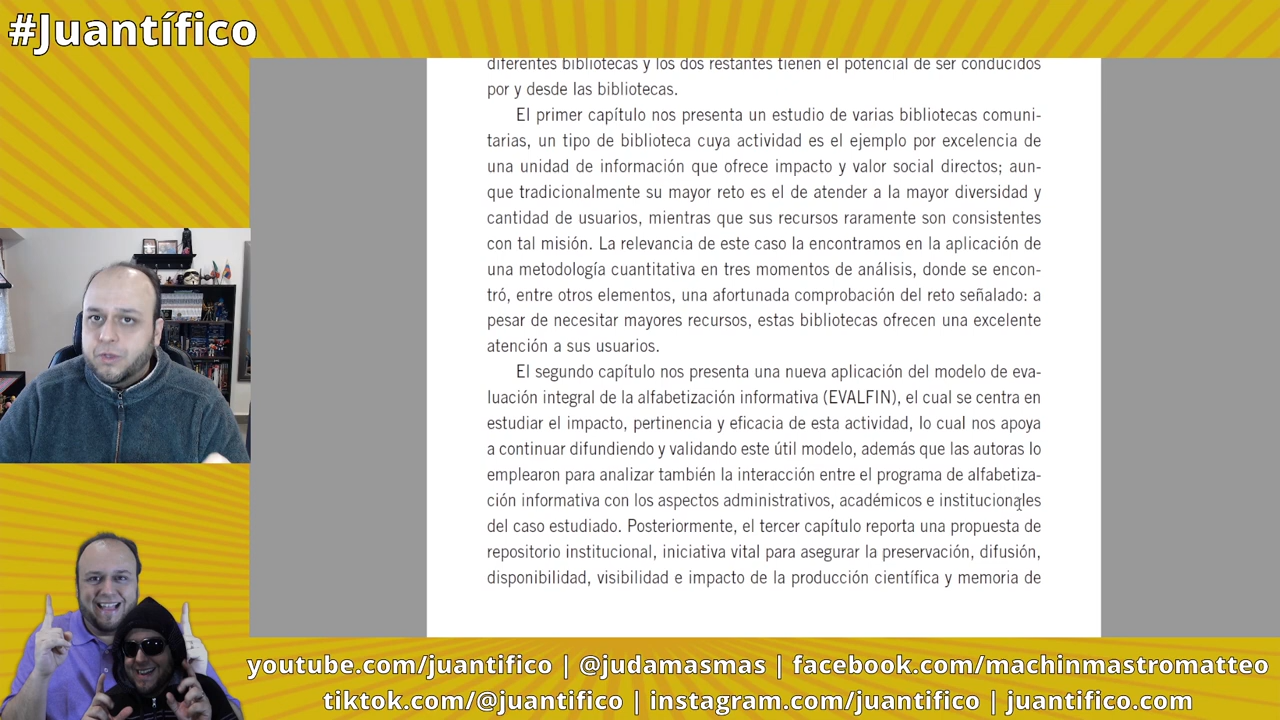 #Juantífico
diferentes bibliotecas y los dos restantes tienen el potencial de ser conducidos
por y desde las bibliotecas.
El primer capítulo nos presenta un estudio de varias bibliotecas comuni-
tarias, un tipo de biblioteca cuya actividad es el ejemplo por excelencia de
una unidad de información que ofrece impacto y valor social directos; aun-
que tradicionalmente su mayor reto es el de atender a la mayor diversidad y
cantidad de usuarios, mientras que sus recursos raramente son consistentes
con tal misión. La relevancia de este caso la encontramos en la aplicación de
una metodología cuantitativa en tres momentos de análisis, donde se encon-
tró, entre otros elementos, una afortunada comprobación del reto señalado: a
pesar de necesitar mayores recursos, estas bibliotecas ofrecen una excelente
atención a sus usuarios.
El segundo capítulo nos presenta una nueva aplicación del modelo de eva-
luación integral de la alfabetización informativa (EVALFIN), el cual se centra en
estudiar el impacto, pertinencia y eficacia de esta actividad, lo cual nos apoya
a continuar difundiendo y validando este útil modelo, además que las autoras lo
emplearon para analizar también la interacción entre el programa de alfabetiza-
ción informativa con los aspectos administrativos, académicos e institucionales
del caso estudiado. Posteriormente, el tercer capítulo reporta una propuesta de
repositorio institucional, iniciativa vital para asegurar la preservación, difusión,
disponibilidad, visibilidad e impacto de la producción científica y memoria de
youtube.com/juantifico | @judamasmas | facebook.com/machinmastromatteo
tiktok.com/@juantifico | instagram.com/juantifico | juantifico.com